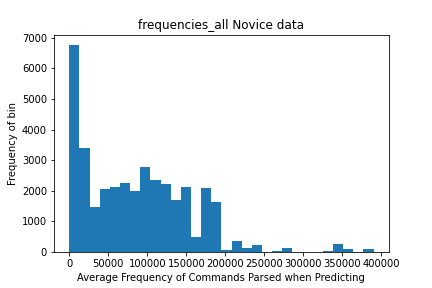 frequencies_all Novice data
Frequency of bin
7000
6000
5000
4000
3000
2000
1000
0
0 50000 100000 150000 200000 250000 300000 350000 400000
Average Frequency of Commands Parsed when Predicting